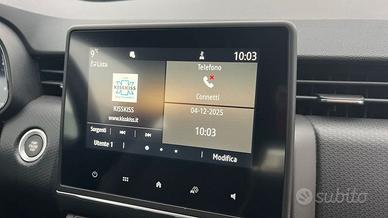 9°C
10:03
Lista
Telefono
KISSKISS
Connetti
www.kisskiss.it
04-12-2025
Sorgenti
10:03
Utente 1
Modifica
subito